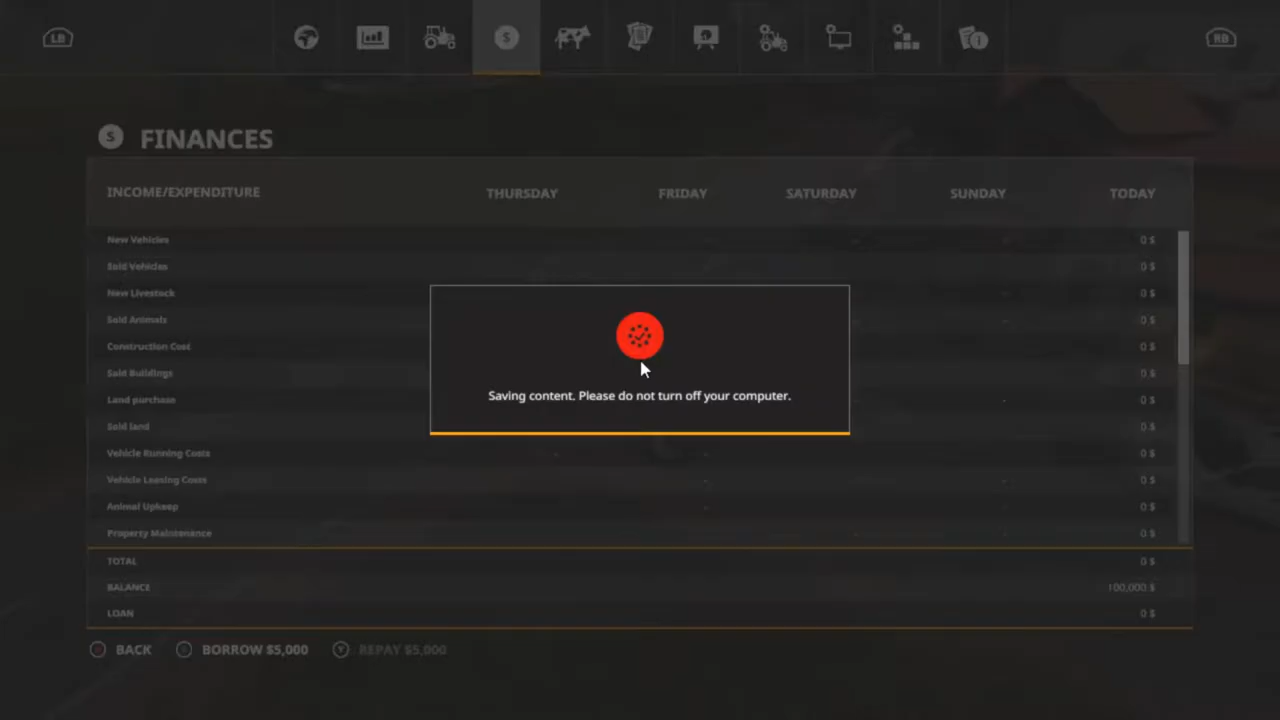 LB
$
RB
$ FINANCES
INCOME/EXPENDITURE THURSDAY FRIDAY SATURDAY SUNDAY TODAY
New Vehicles - - 0 $
Sold Vehicles 0 $
New Livestock - 0 $
Sold Animals - - 0 $
Construction Cost 0 $
Sold Buildings 0 $
Land purchase - 0 $
Sold land 0 $
Vehicle Running Costs - - 0 $
Vehicle Leasing Costs - - 0 $
Animal Upkeep - - 0 $
Property Maintenance - - 0 $
Saving content. Please do not turn off your computer.
TOTAL 0 $
BALANCE 100,000 $
LOAN 0 $
BACK BORROW $5,000 Y REPAY $5,000